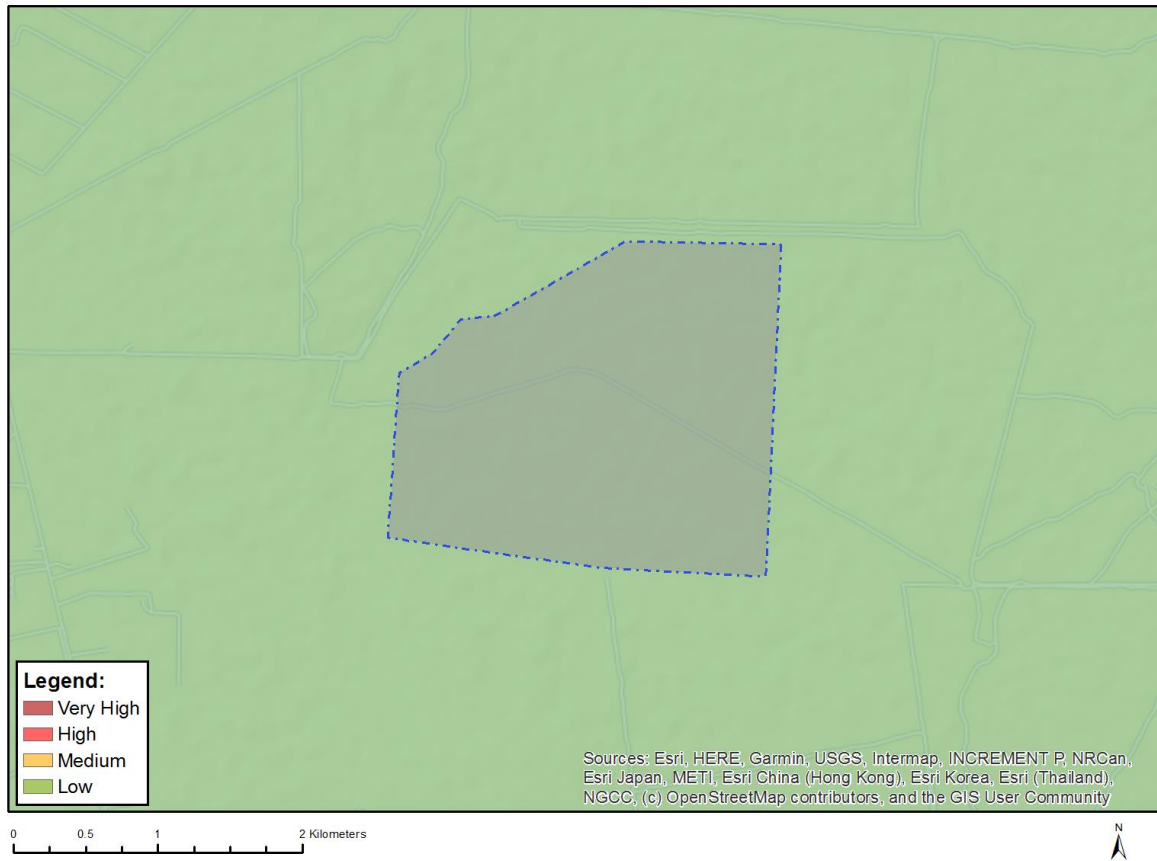 Legend:
Very High
High
Medium
Low
Sources: Esri, HERE, Garmin, USGS, Intermap, INCREMENT P, NRCan,
Esri Japan, METI, Esri China (Hong Kong), Esri Korea, Esri (Thailand),
NGCC, (c) OpenStreetMap contributors, and the GIS User Community
0 0.5 1 2 Kilometers
N